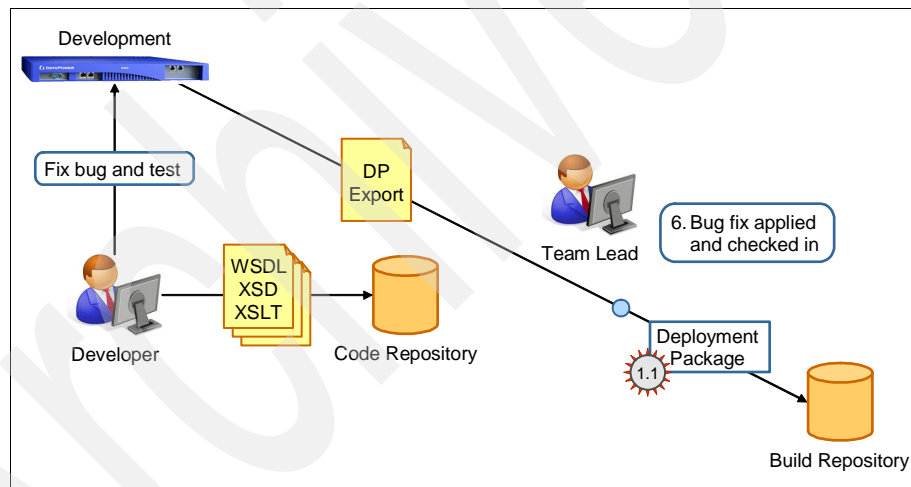 Development
DATAPOWER
Fix bug and test
DP
Export
Team Lead
6. Bug fix applied
and checked in
WSDL
XSD
XSLT
Developer
Code Repository
Deployment
Package
1.1
Build Repository